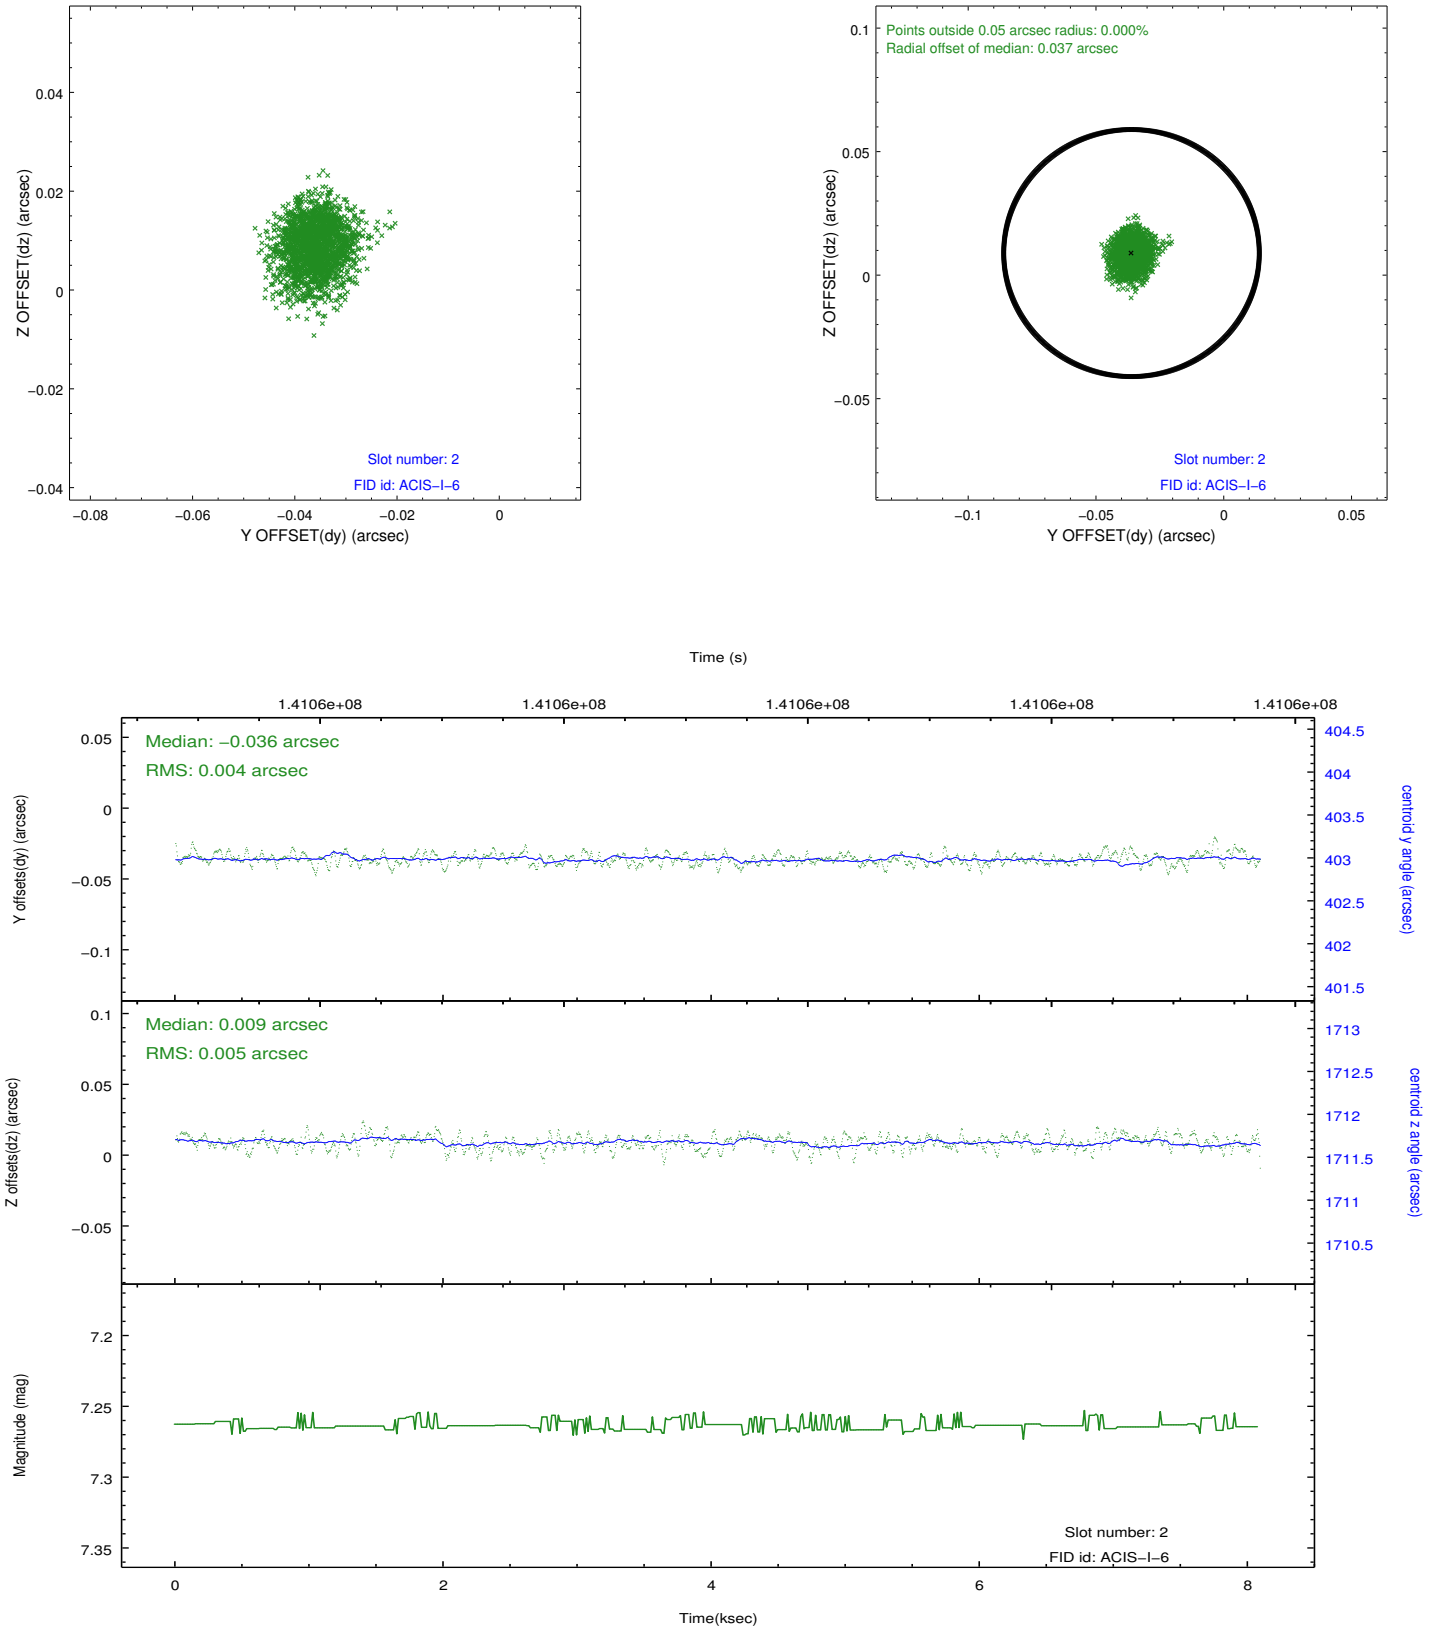 0.04
0.02
0
−0.02
−0.04
Z OFFSET(dz) (arcsec)
Slot number: 2
FID id: ACIS−I−6
−0.08
−0.06
−0.04
−0.02
0
Y OFFSET(dy) (arcsec)
Points outside 0.05 arcsec radius: 0.000%
Radial offset of median: 0.037 arcsec
0.1
0.05
0
−0.05
Z OFFSET(dz) (arcsec)
Slot number: 2
FID id: ACIS−I−6
−0.1
−0.05
0
0.05
Y OFFSET(dy) (arcsec)
Time (s)
1.4106e+08
1.4106e+08
1.4106e+08
1.4106e+08
1.4106e+08
Median: −0.036 arcsec
RMS: 0.004 arcsec
0.05
0
−0.05
−0.1
Y offsets(dy) (arcsec)
404.5
404
403.5
403
402.5
402
401.5
centroid y angle (arcsec)
Median: 0.009 arcsec
RMS: 0.005 arcsec
0.1
0.05
0
−0.05
Z offsets(dz) (arcsec)
1713
1712.5
1712
1711.5
1711
1710.5
centroid z angle (arcsec)
7.2
7.25
7.3
7.35
Magnitude (mag)
Slot number: 2
FID id: ACIS−I−6
0
2
4
6
8
Time(ksec)